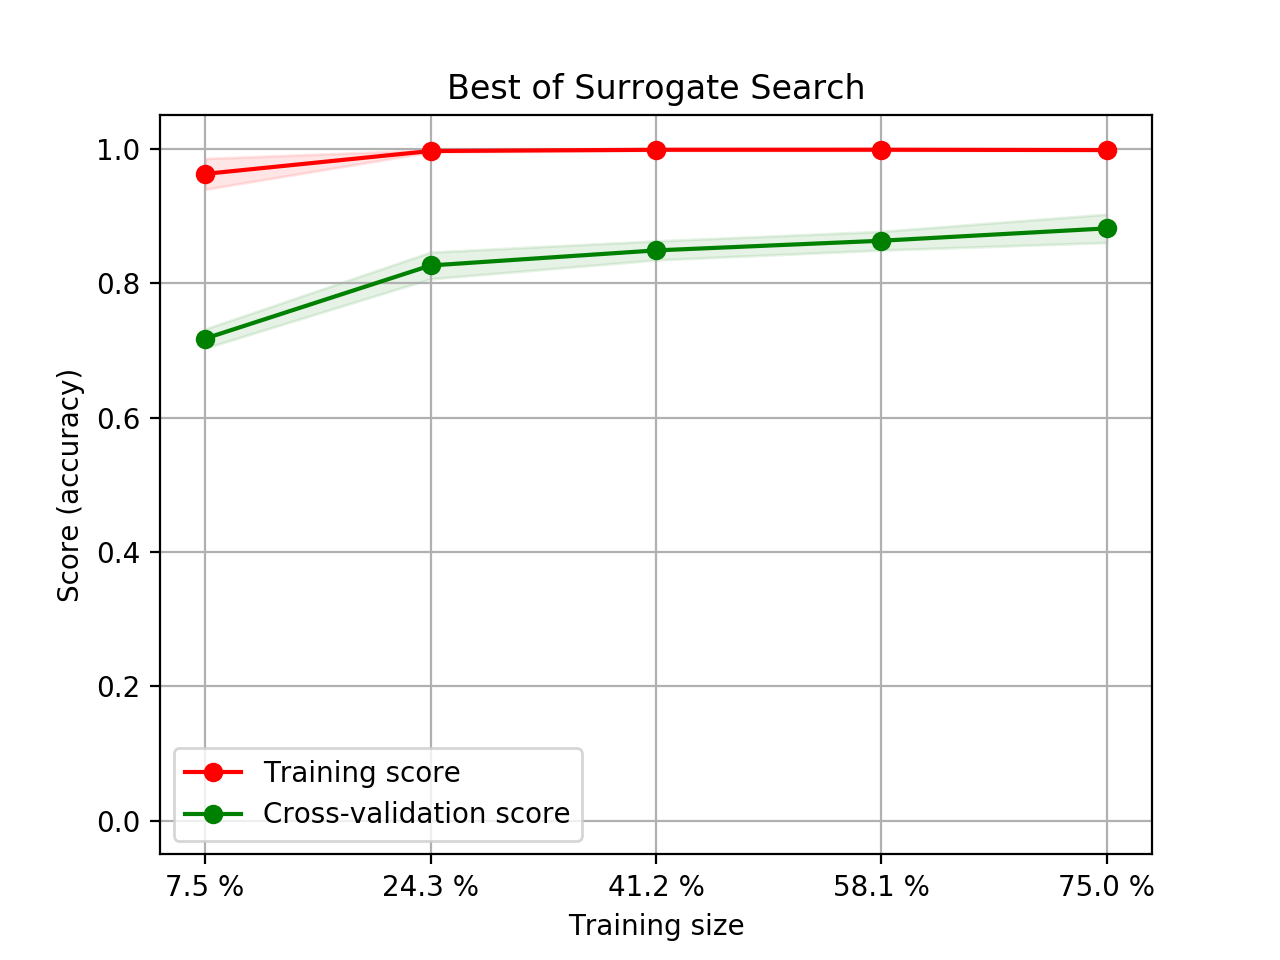 Best of Surrogate Search
Score (accuracy)
1.0
0.8
0.6
0.4
0.2
0.0
Training score
Cross-validation score
7.5 % 24.3 % 41.2 % 58.1 % 75.0 %
Training size